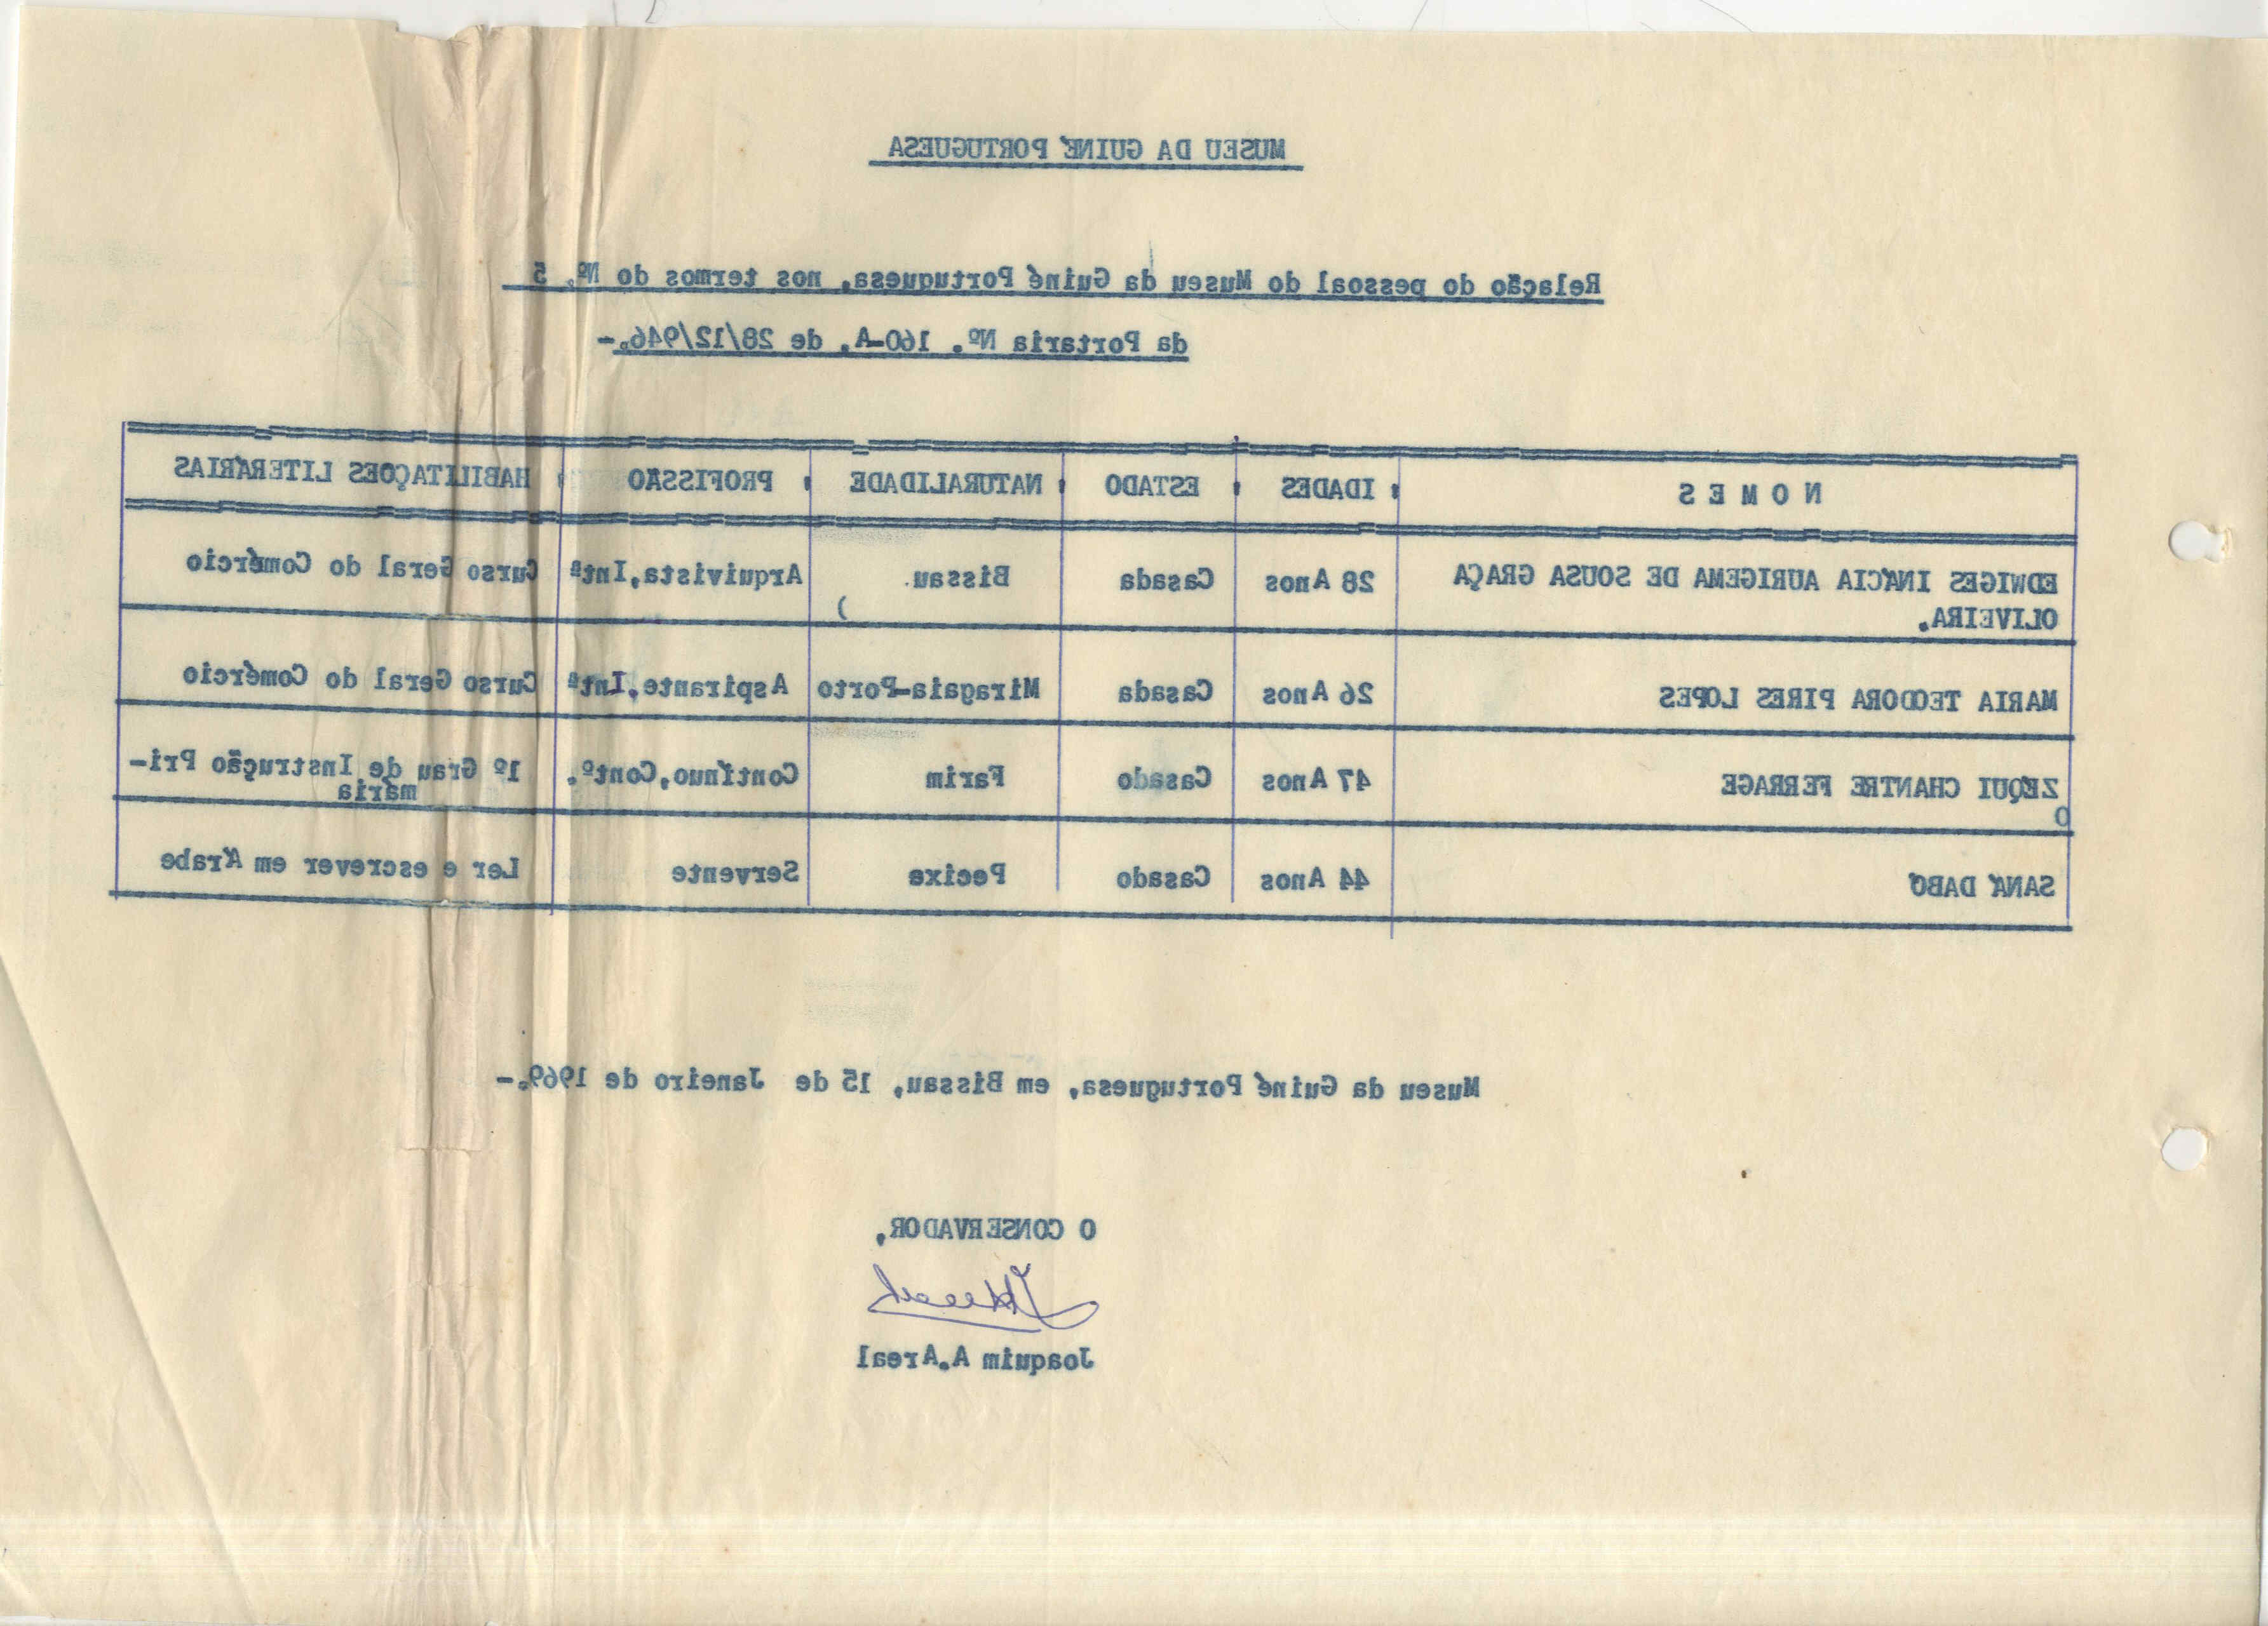 MUSEU DA GUINÉ PORTUGUESA
Relação do pessoal do Museu da Guiné Portuguesa, nos termos do Nº. 5
da Portaria Nº. 160-A, de 28/12/946.-
N O M E S IDADES ESTADO NATURALIDADE PROFISSÃO HABILITAÇOES LITERÁRIAS
EDWIGES INÁCIA AURIGEMA DE SOUSA GRAÇA 28 Anos Casada Bissau. Arquivista,Intª Curso Geral do Comércio
OLIVEIRA.
MARIA TEODORA PIRES LOPES 26 Anos Casada Miragaia-Porto Aspirante,Intª Curso Geral do Comércio
ZEQUI CHANTRE FERRAGE 47 Anos Casado Farim Contínuo,Contº. 1º Grau de Instrução Pri-
maria
SANÁ DABÓ 44 Anos Casado Pecixe Servente Ler e escrever em Árabe
Museu da Guiné Portuguesa, em Bissau, 15 de Janeiro de 1969.-
O CONSERVADOR,
Joaquim A.Areal